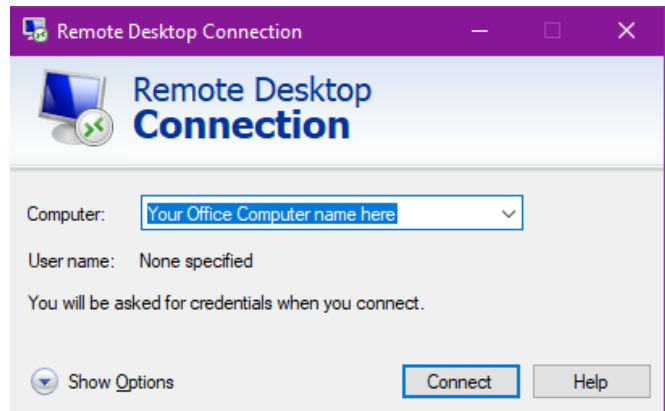 Remote Desktop Connection
Remote Desktop
Connection
Computer: Your Office Computer name here
User name: None specified
You will be asked for credentials when you connect.
Show Options Connect Help